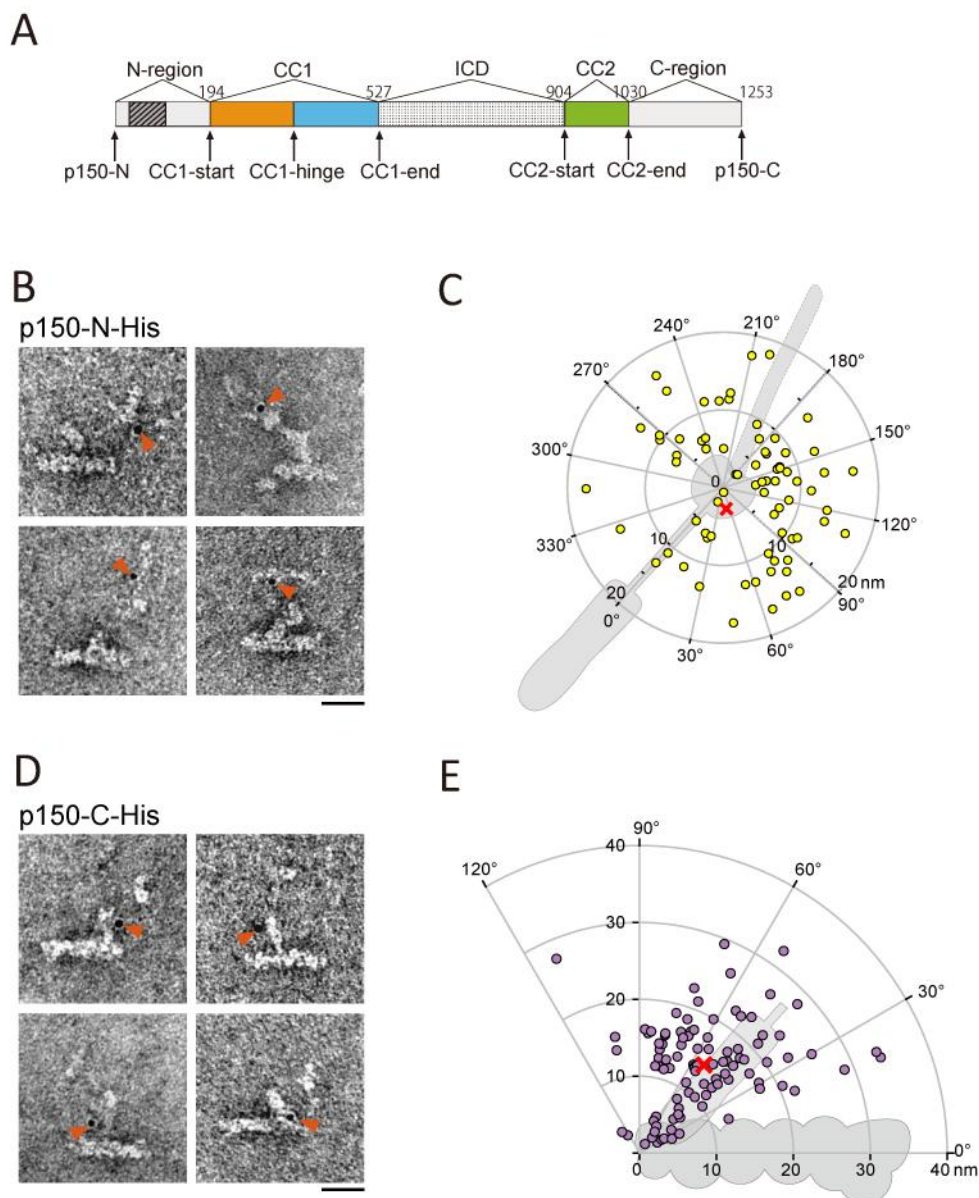 A
N-region CC1 ICD CC2 C-region
194 527 904 1030 1253
p150-N CC1-start CC1-hinge CC1-end CC2-start CC2-end p150-C
B
p150-N-His
C
240° 210°
270° 180°
300° 150°
0
330° 120°
10 10
20 20 nm
0° 90°
30° 60°
D
p150-C-His
E
90°
120° 40 60°
30
20 30°
10
0 10 20 30 40 nm
0°